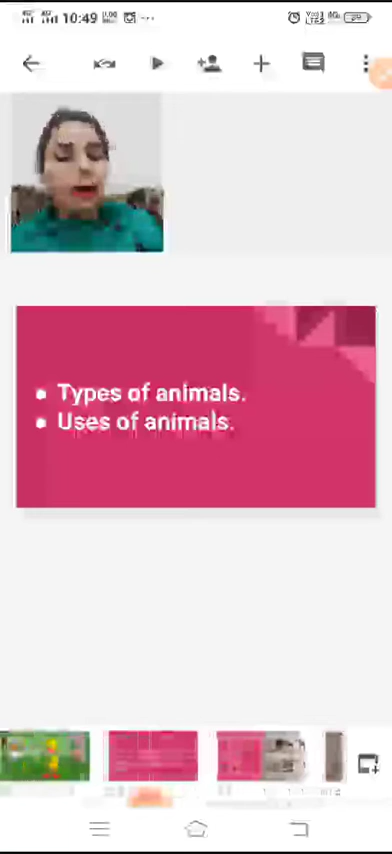 10:49
• Types of animals.
• Uses of animals.